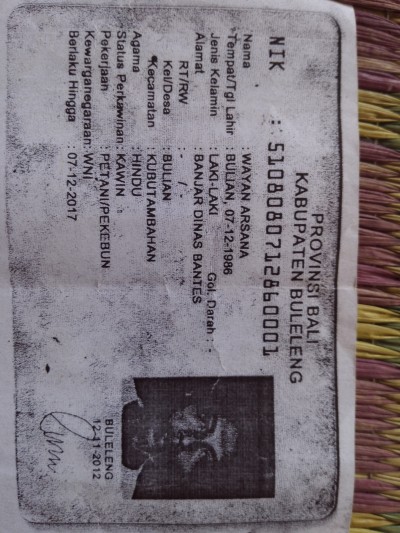 PROVINSI BALI
KABUPATEN BULELENG
NIK : 5108080712860001
Nama : WAYAN ARSANA
Tempat/Tgl Lahir : BULIAN, 07-12-1986
Jenis Kelamin : LAKI-LAKI Gol. Darah : -
Alamat : BANJAR DINAS BANTES
RT/RW : - / -
Kel/Desa : BULIAN
Kecamatan : KUBUTAMBAHAN
Agama : HINDU
Status Perkawinan : KAWIN
Pekerjaan : PETANI/PEKEBUN
Kewarganegaraan : WNI
Berlaku Hingga : 07-12-2017
BULELENG
12-11-2012